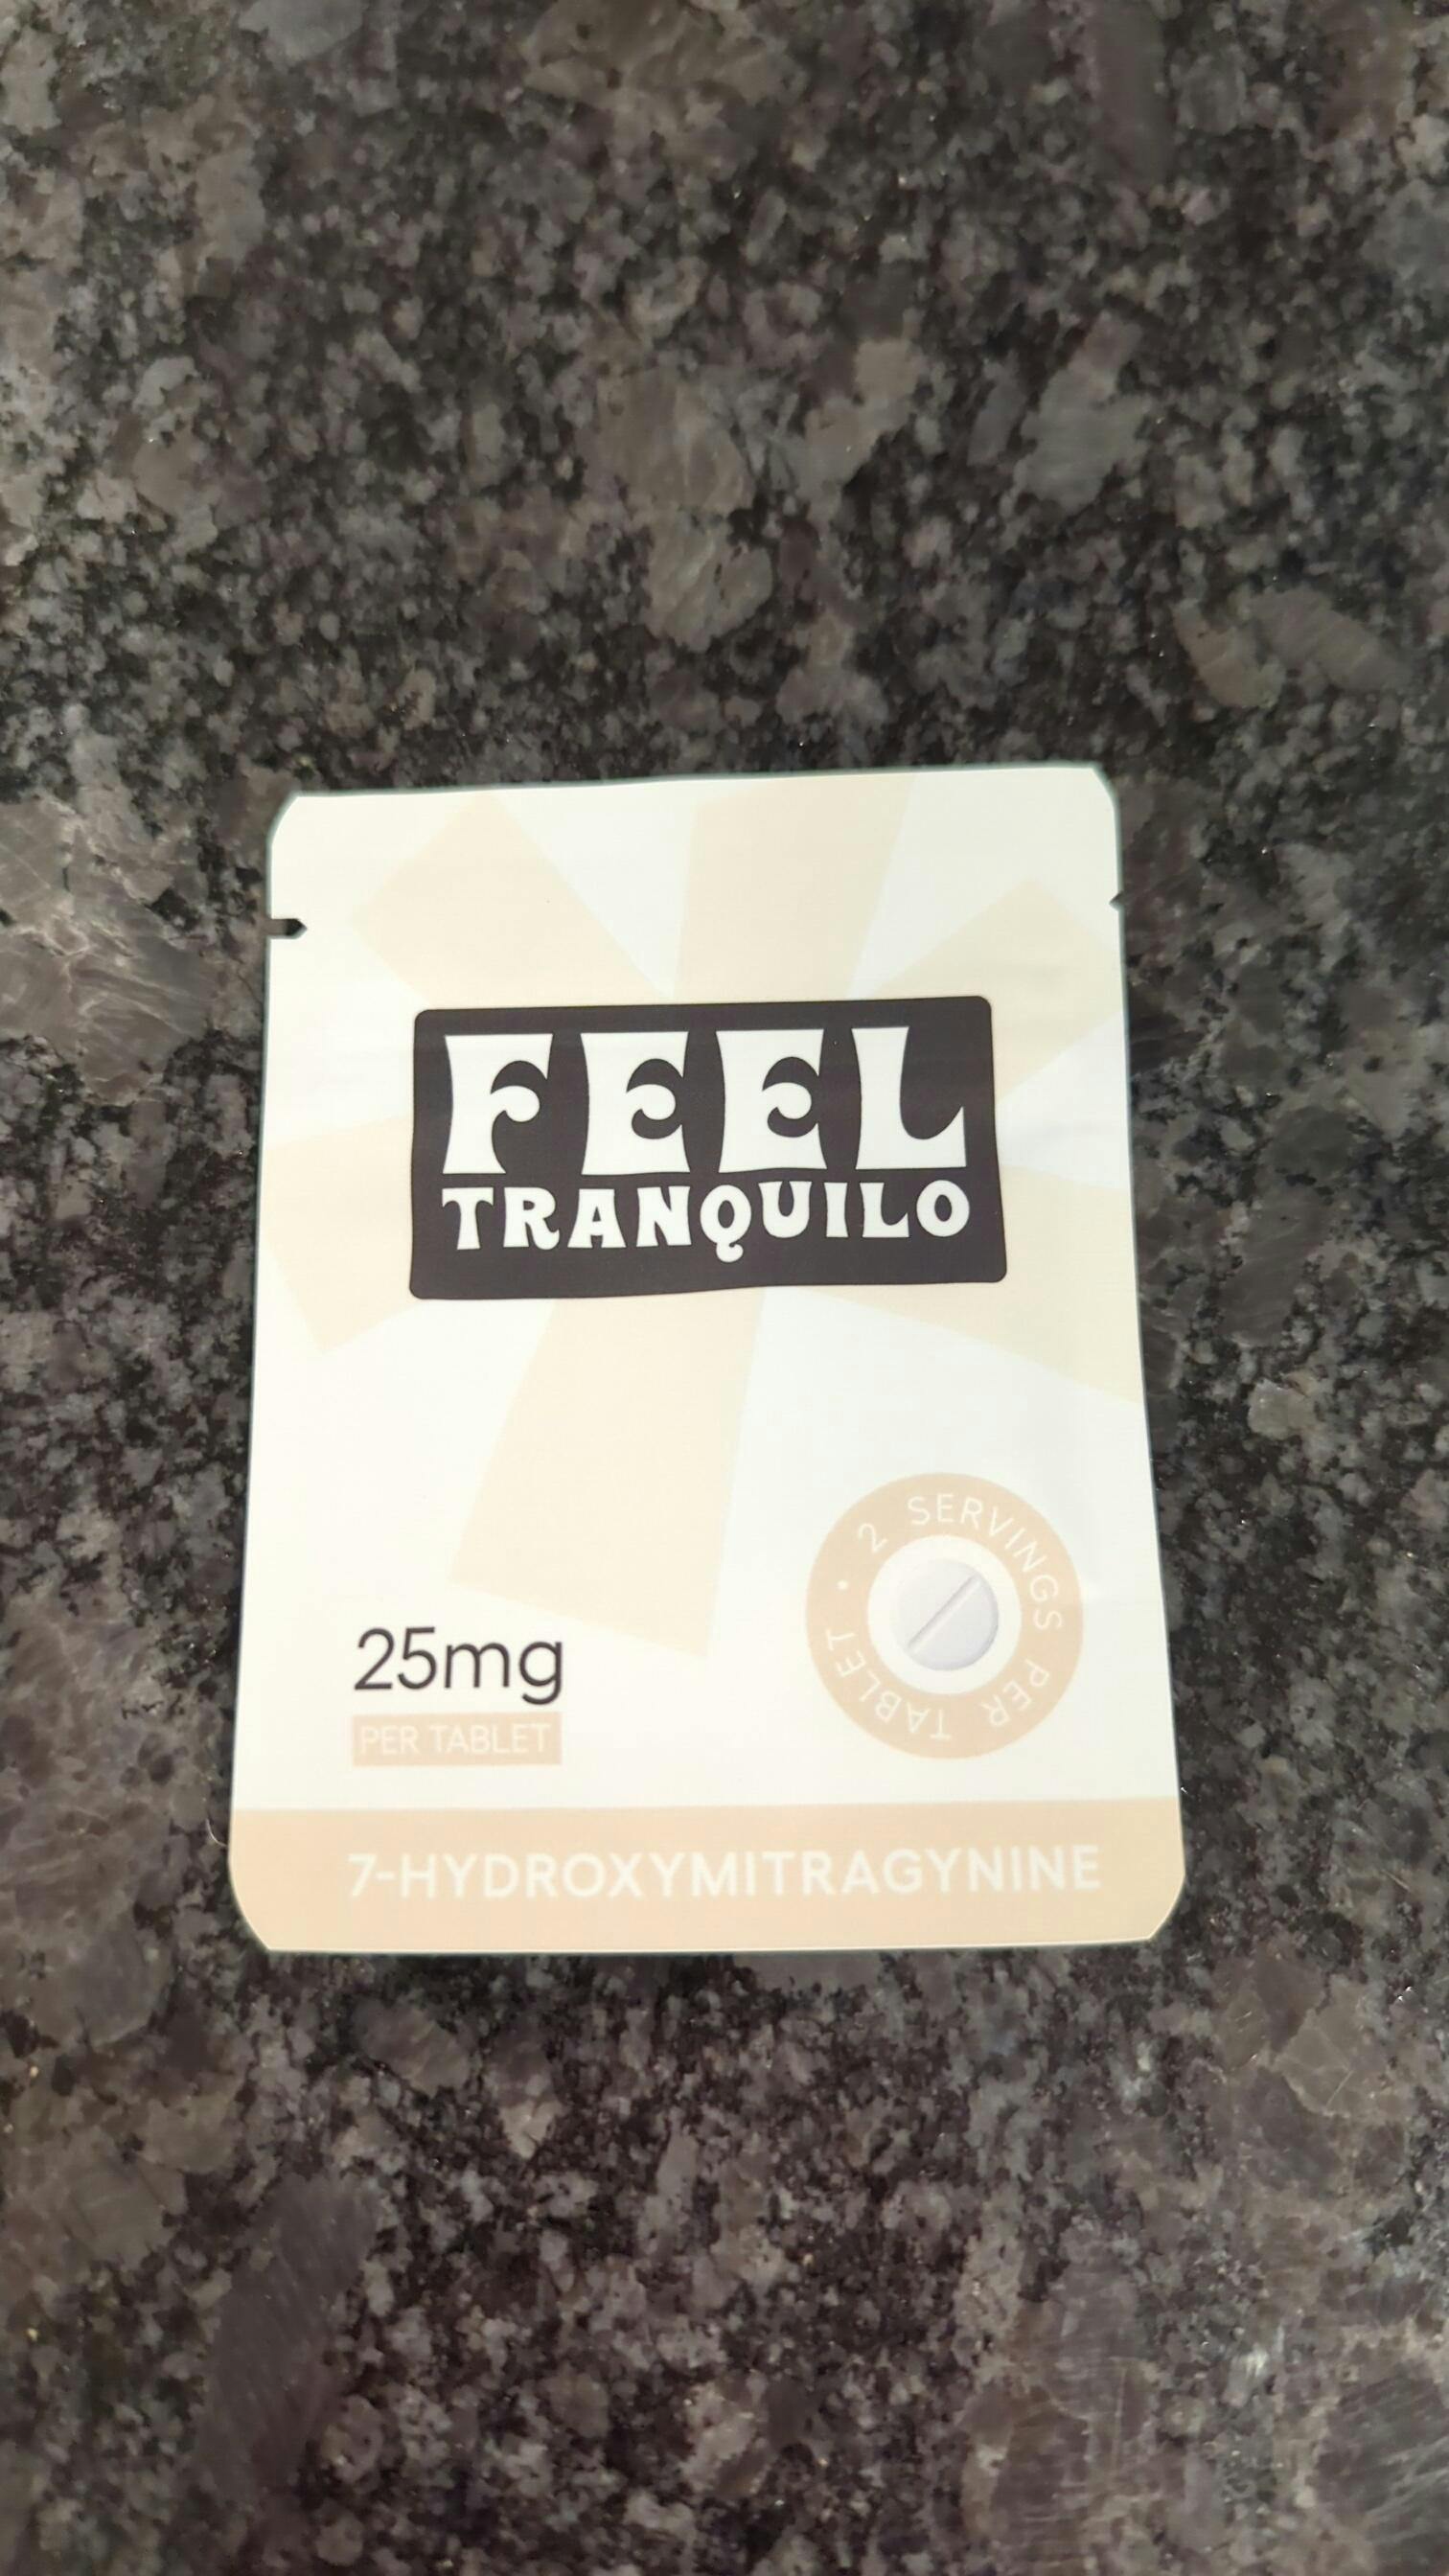 FEEL
TRANQUILO
2 SERVINGS PER TABLET •
25mg
PER TABLET
7-HYDROXYMITRAGYNINE